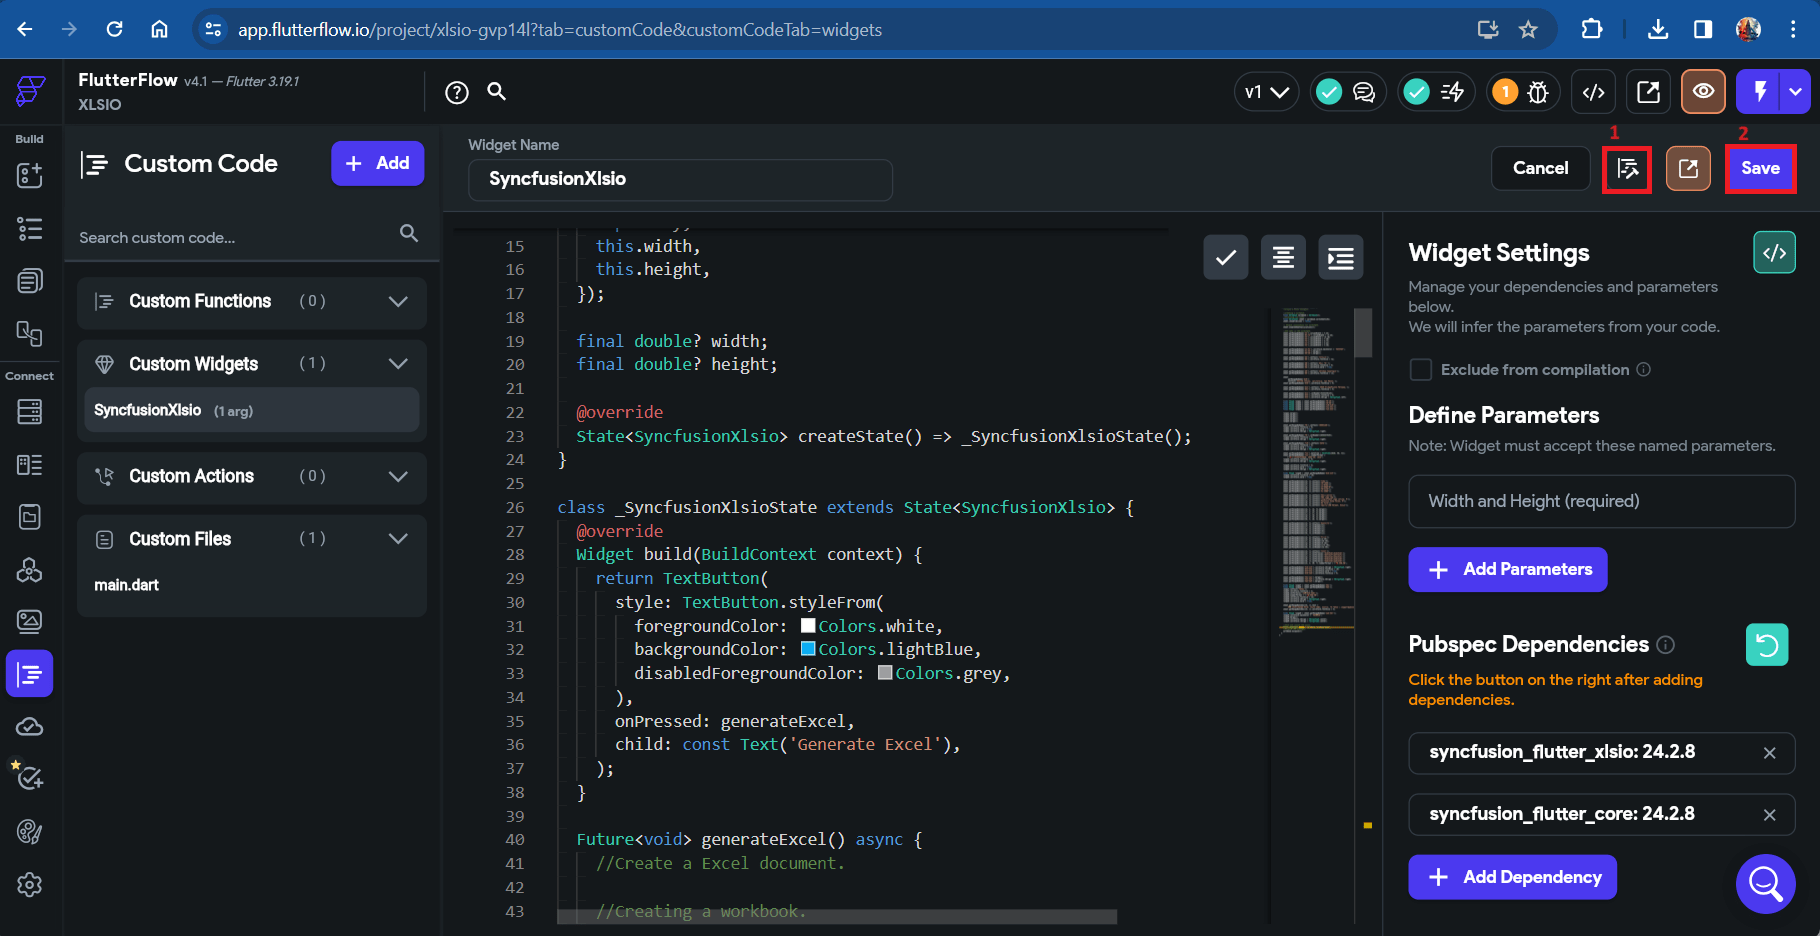 app.flutterflow.io/project/xlsio-gvp14l?tab=customCode&customCodeTab=widgets
FlutterFlow v4.1 — Flutter 3.19.1
XLSIO
v1
1
Build
Connect
Custom Code
+ Add
Search custom code...
Custom Functions (0)
Custom Widgets (1)
SyncfusionXlsio (1 arg)
Custom Actions (0)
Custom Files (1)
main.dart
Widget Name
SyncfusionXlsio
Cancel
1
2
Save
15 this.width,
16 this.height,
17 });
18
19 final double? width;
20 final double? height;
21
22 @override
23 State<SyncfusionXlsio> createState() => _SyncfusionXlsioState();
24 }
25
26 class _SyncfusionXlsioState extends State<SyncfusionXlsio> {
27 @override
28 Widget build(BuildContext context) {
29 return TextButton(
30 style: TextButton.styleFrom(
31 foregroundColor: Colors.white,
32 backgroundColor: Colors.lightBlue,
33 disabledForegroundColor: Colors.grey,
34 ),
35 onPressed: generateExcel,
36 child: const Text('Generate Excel'),
37 );
38 }
39
40 Future<void> generateExcel() async {
41 //Create a Excel document.
42
43 //Creating a workbook.
Widget Settings
Manage your dependencies and parameters
below.
We will infer the parameters from your code.
Exclude from compilation
Define Parameters
Note: Widget must accept these named parameters.
Width and Height (required)
+ Add Parameters
Pubspec Dependencies
Click the button on the right after adding
dependencies.
syncfusion_flutter_xlsio: 24.2.8
syncfusion_flutter_core: 24.2.8
+ Add Dependency